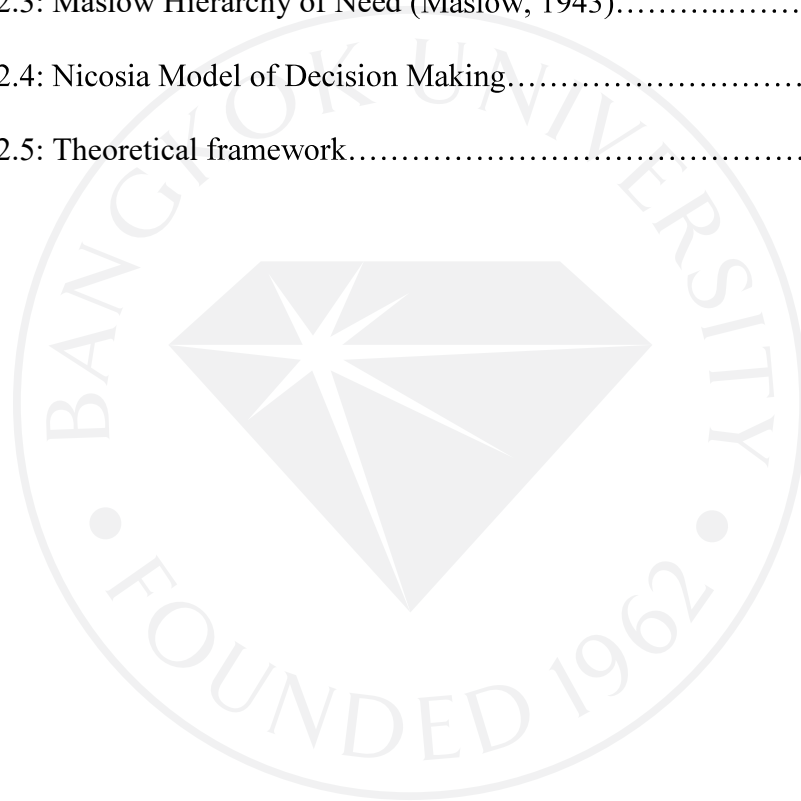 2.3: Maslow Hierarchy of Need (Maslow, 1943)………..……
2.4: Nicosia Model of Decision Making…………………………
2.5: Theoretical framework…………………………………………
BANGKOK UNIVERSITY
• FOUNDED 1962 •